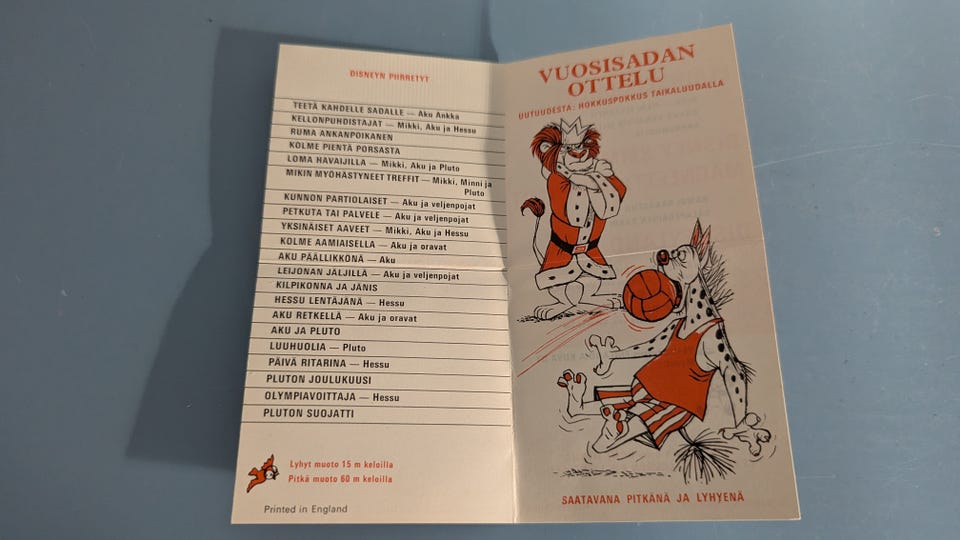 DISNEYN PIIRRETYT
TEETÄ KAHDELLE SADALLE — Aku Ankka
KELLONPUHDISTAJAT — Mikki, Aku ja Hessu
RUMA ANKANPOIKANEN
KOLME PIENTÄ PORSASTA
LOMA HAVAIJILLA — Mikki, Aku ja Pluto
MIKIN MYÖHÄSTYNEET TREFFIT — Mikki, Minni ja
Pluto
KUNNON PARTIOLAISET — Aku ja veljenpojat
PETKUTA TAI PALVELE — Aku ja veljenpojat
YKSINÄISET AAVEET — Mikki, Aku ja Hessu
KOLME AAMIAISELLA — Aku ja oravat
AKU PÄÄLLIKKÖNÄ — Aku
LEIJONAN JÄLJILLÄ — Aku ja veljenpojat
KILPIKONNA JA JÄNIS
HESSU LENTÄJÄNÄ — Hessu
AKU RETKELLÄ — Aku ja oravat
AKU JA PLUTO
LUUHUOLIA — Pluto
PÄIVÄ RITARINA — Hessu
PLUTON JOULUKUUSI
OLYMPIAVOITTAJA — Hessu
PLUTON SUOJATTI
Lyhyt muoto 15 m keloilla
Pitkä muoto 60 m keloilla
Printed in England
VUOSISADAN
OTTELU
UUTUUDESTA: HOKKUSPOKKUS TAIKALUUDALLA
SAATAVANA PITKÄNÄ JA LYHYENÄ